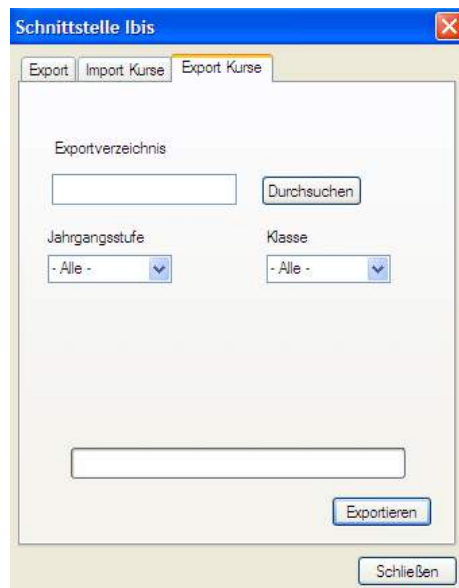 Schnittstelle Ibis
Export Import Kurse Export Kurse
Exportverzeichnis
Durchsuchen
Jahrgangsstufe Klasse
- Alle - - Alle -
Exportieren
Schließen